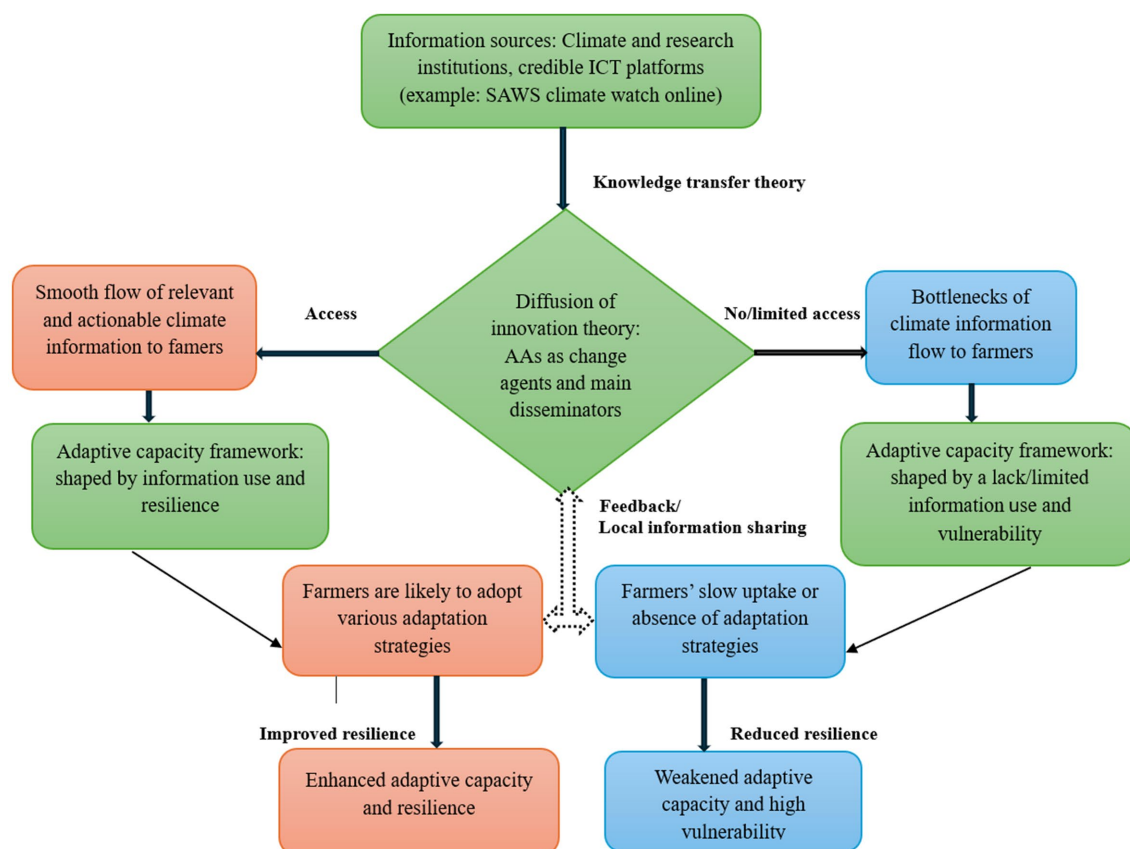 Information sources: Climate and research
institutions, credible ICT platforms
(example: SAWS climate watch online)
Knowledge transfer theory
Smooth flow of relevant
and actionable climate
information to famers
Access
Diffusion of
innovation theory:
AAs as change
agents and main
disseminators
No/limited access
Bottlenecks of
climate information
flow to farmers
Adaptive capacity framework:
shaped by information use and
resilience
Adaptive capacity framework:
shaped by a lack/limited
information use and
vulnerability
Feedback/
Local information sharing
Farmers are likely to adopt
various adaptation
strategies
Farmers’ slow uptake or
absence of adaptation
strategies
Improved resilience
Reduced resilience
Enhanced adaptive capacity
and resilience
Weakened adaptive
capacity and high
vulnerability